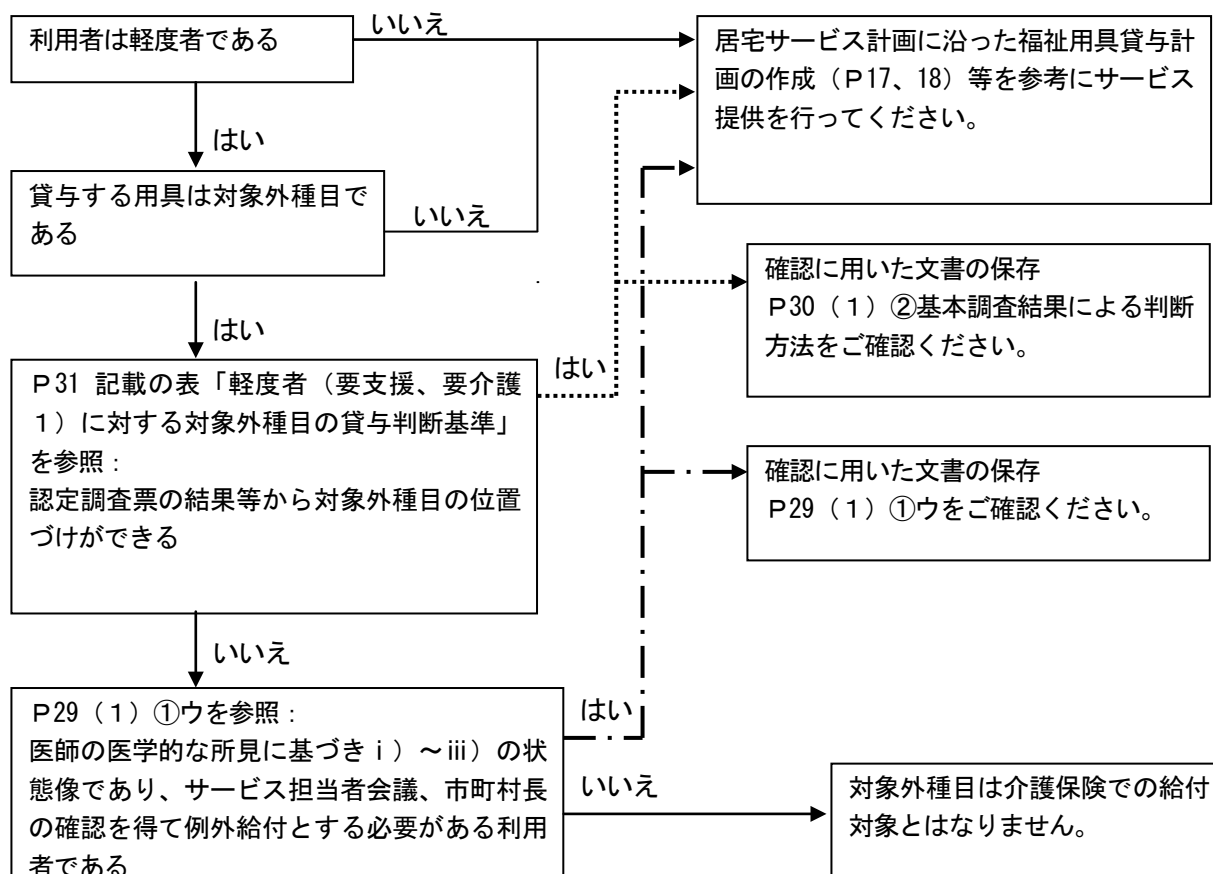 利用者は軽度者である
いいえ
居宅サービス計画に沿った福祉用具貸与計
画の作成（Ｐ17、18）等を参考にサービス
提供を行ってください。
はい
貸与する用具は対象外種目で
ある
いいえ
確認に用いた文書の保存
Ｐ30（１）②基本調査結果による判断
方法をご確認ください。
はい
Ｐ31 記載の表「軽度者（要支援、要介護
１）に対する対象外種目の貸与判断基準」
を参照：
認定調査票の結果等から対象外種目の位置
づけができる
はい
確認に用いた文書の保存
Ｐ29（１）①ウをご確認ください。
いいえ
Ｐ29（１）①ウを参照：
医師の医学的な所見に基づきⅰ）～ⅲ）の状
態像であり、サービス担当者会議、市町村長
の確認を得て例外給付とする必要がある利用
者である
はい
いいえ
対象外種目は介護保険での給付
対象とはなりません。